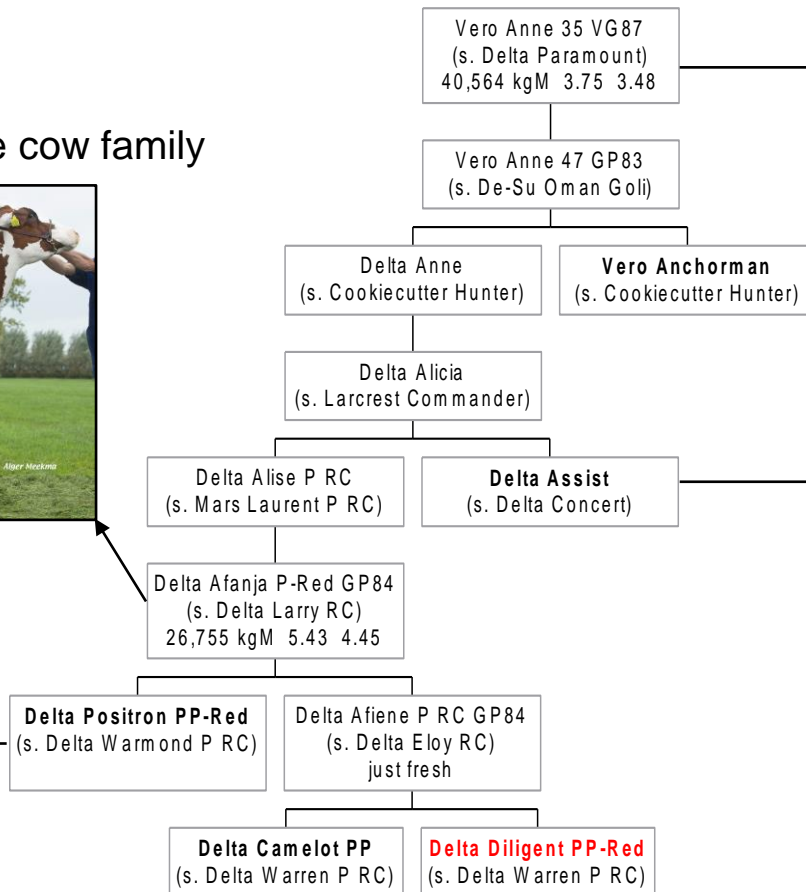 Vero Anne 35 VG87
(s. Delta Paramount)
40,564 kgM 3.75 3.48
cow family
Vero Anne 47 GP83
(s. De-Su Oman Goli)
Delta Anne
(s. Cookiecutter Hunter)
Vero Anchorman
(s. Cookiecutter Hunter)
Delta Alicia
(s. Larcrest Commander)
Alger Meekma
Delta Alise P RC
(s. Mars Laurent P RC)
Delta Assist
(s. Delta Concert)
Delta Afanja P-Red GP84
(s. Delta Larry RC)
26,755 kgM 5.43 4.45
Delta Positron PP-Red
(s. Delta Warmond P RC)
Delta Afiene P RC GP84
(s. Delta Eloy RC)
just fresh
Delta Camelot PP
(s. Delta Warren P RC)
Delta Diligent PP-Red
(s. Delta Warren P RC)